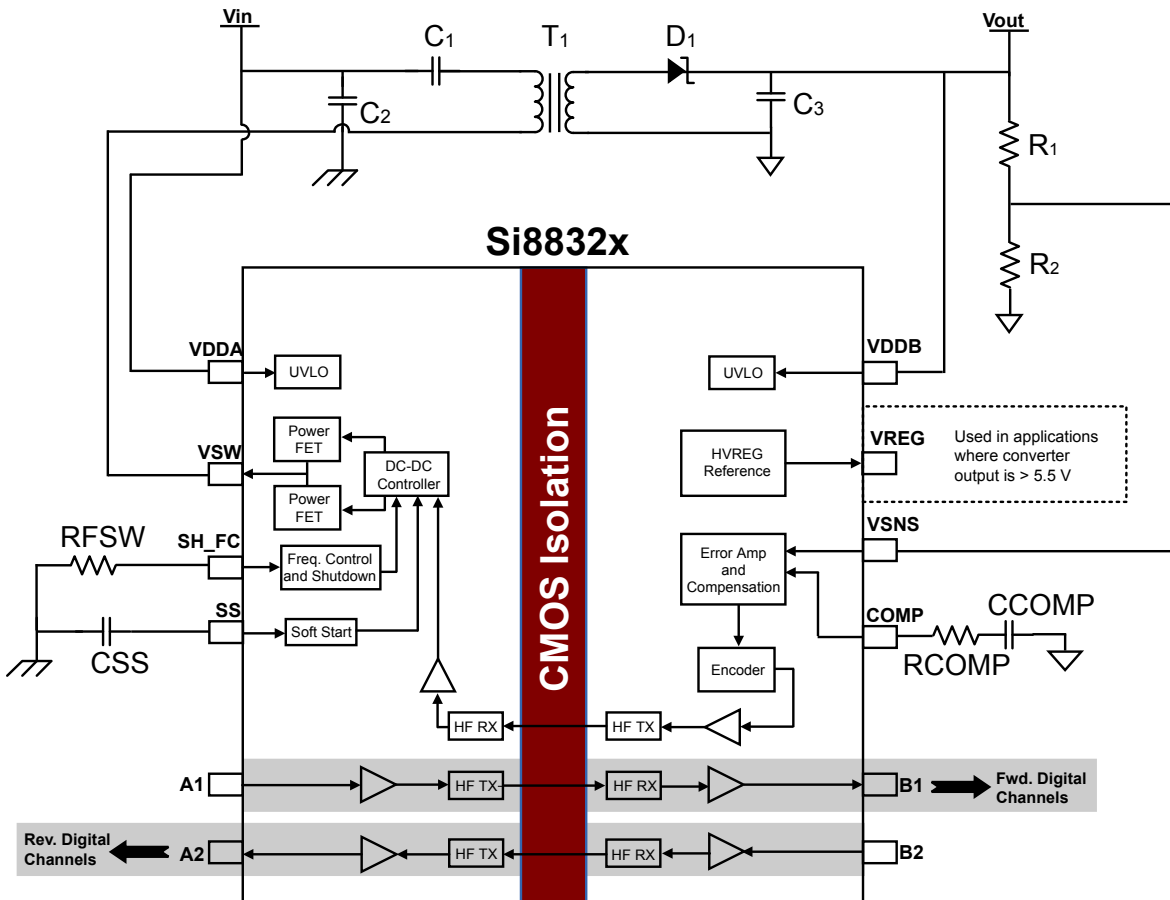 Vin
C1
T1
D1
Vout
C2
C3
R1
R2
Si8832x
VDDA
UVLO
UVLO
VDDB
Power
FET
VSW
DC-DC
Controller
Power
FET
HVREG
Reference
VREG
Used in applications
where converter
output is > 5.5 V
CMOS Isolation
RFSW
SH_FC
Freq. Control
and Shutdown
Error Amp
and
Compensation
VSNS
SS
Soft Start
CSS
COMP
CCOMP
RCOMP
Encoder
HF RX
HF TX
A1
HF TX
HF RX
B1
Fwd. Digital
Channels
Rev. Digital
Channels
A2
HF TX
HF RX
B2